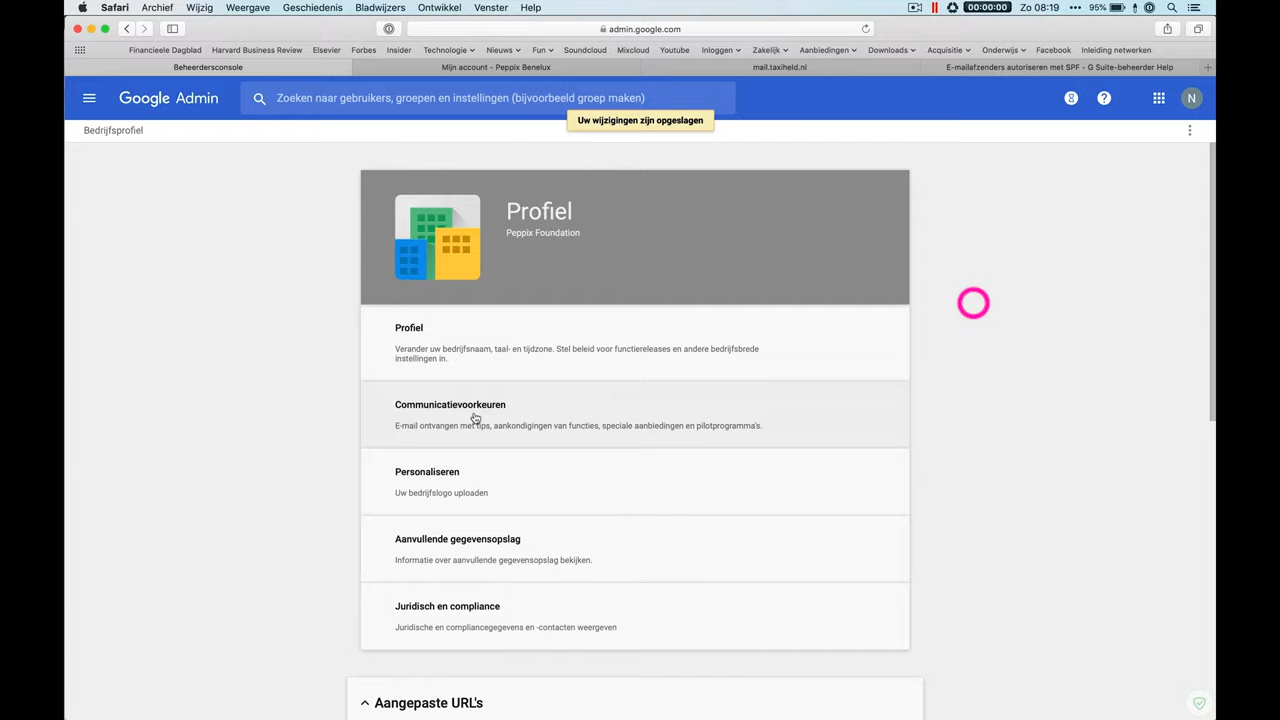 Safari Archief Wijzig Weergave Geschiedenis Bladwijzers Ontwikkel Venster Help 00:00:00 Zo 08:19 95%
admin.google.com
Financieele Dagblad Harvard Business Review Elsevier Forbes Insider Technologie Nieuws Fun Soundcloud Mixcloud Youtube Inloggen Zakelijk Aanbiedingen Downloads Acquisitie Onderwijs Facebook Inleiding netwerken
Beheerdersconsole Mijn account - Peppix Benelux mail.taxiheld.nl E-mailafzenders autoriseren met SPF - G Suite-beheerder Help
Google Admin Zoeken naar gebruikers, groepen en instellingen (bijvoorbeeld groep maken) N
Uw wijzigingen zijn opgeslagen
Bedrijfsprofiel
Profiel
Peppix Foundation
Profiel
Verander uw bedrijfsnaam, taal- en tijdzone. Stel beleid voor functiereleases en andere bedrijfsbrede
instellingen in.
Communicatievoorkeuren
E-mail ontvangen met tips, aankondigingen van functies, speciale aanbiedingen en pilotprogramma's.
Personaliseren
Uw bedrijfslogo uploaden
Aanvullende gegevensopslag
Informatie over aanvullende gegevensopslag bekijken.
Juridisch en compliance
Juridische en compliancegegevens en -contacten weergeven
Aangepaste URL's